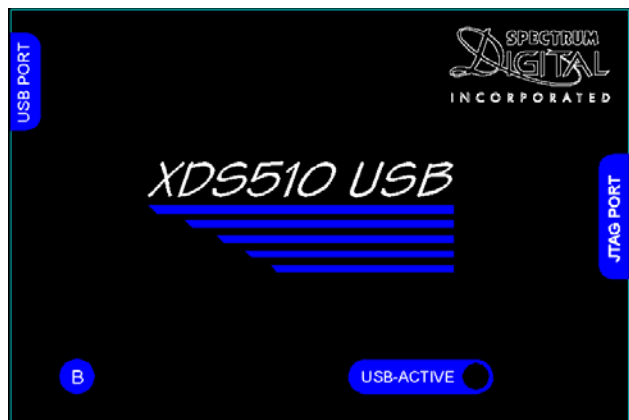 USB PORT
SPECTRUM
DIGITAL
INCORPORATED
XDS510 USB
JTAG PORT
B
USB-ACTIVE